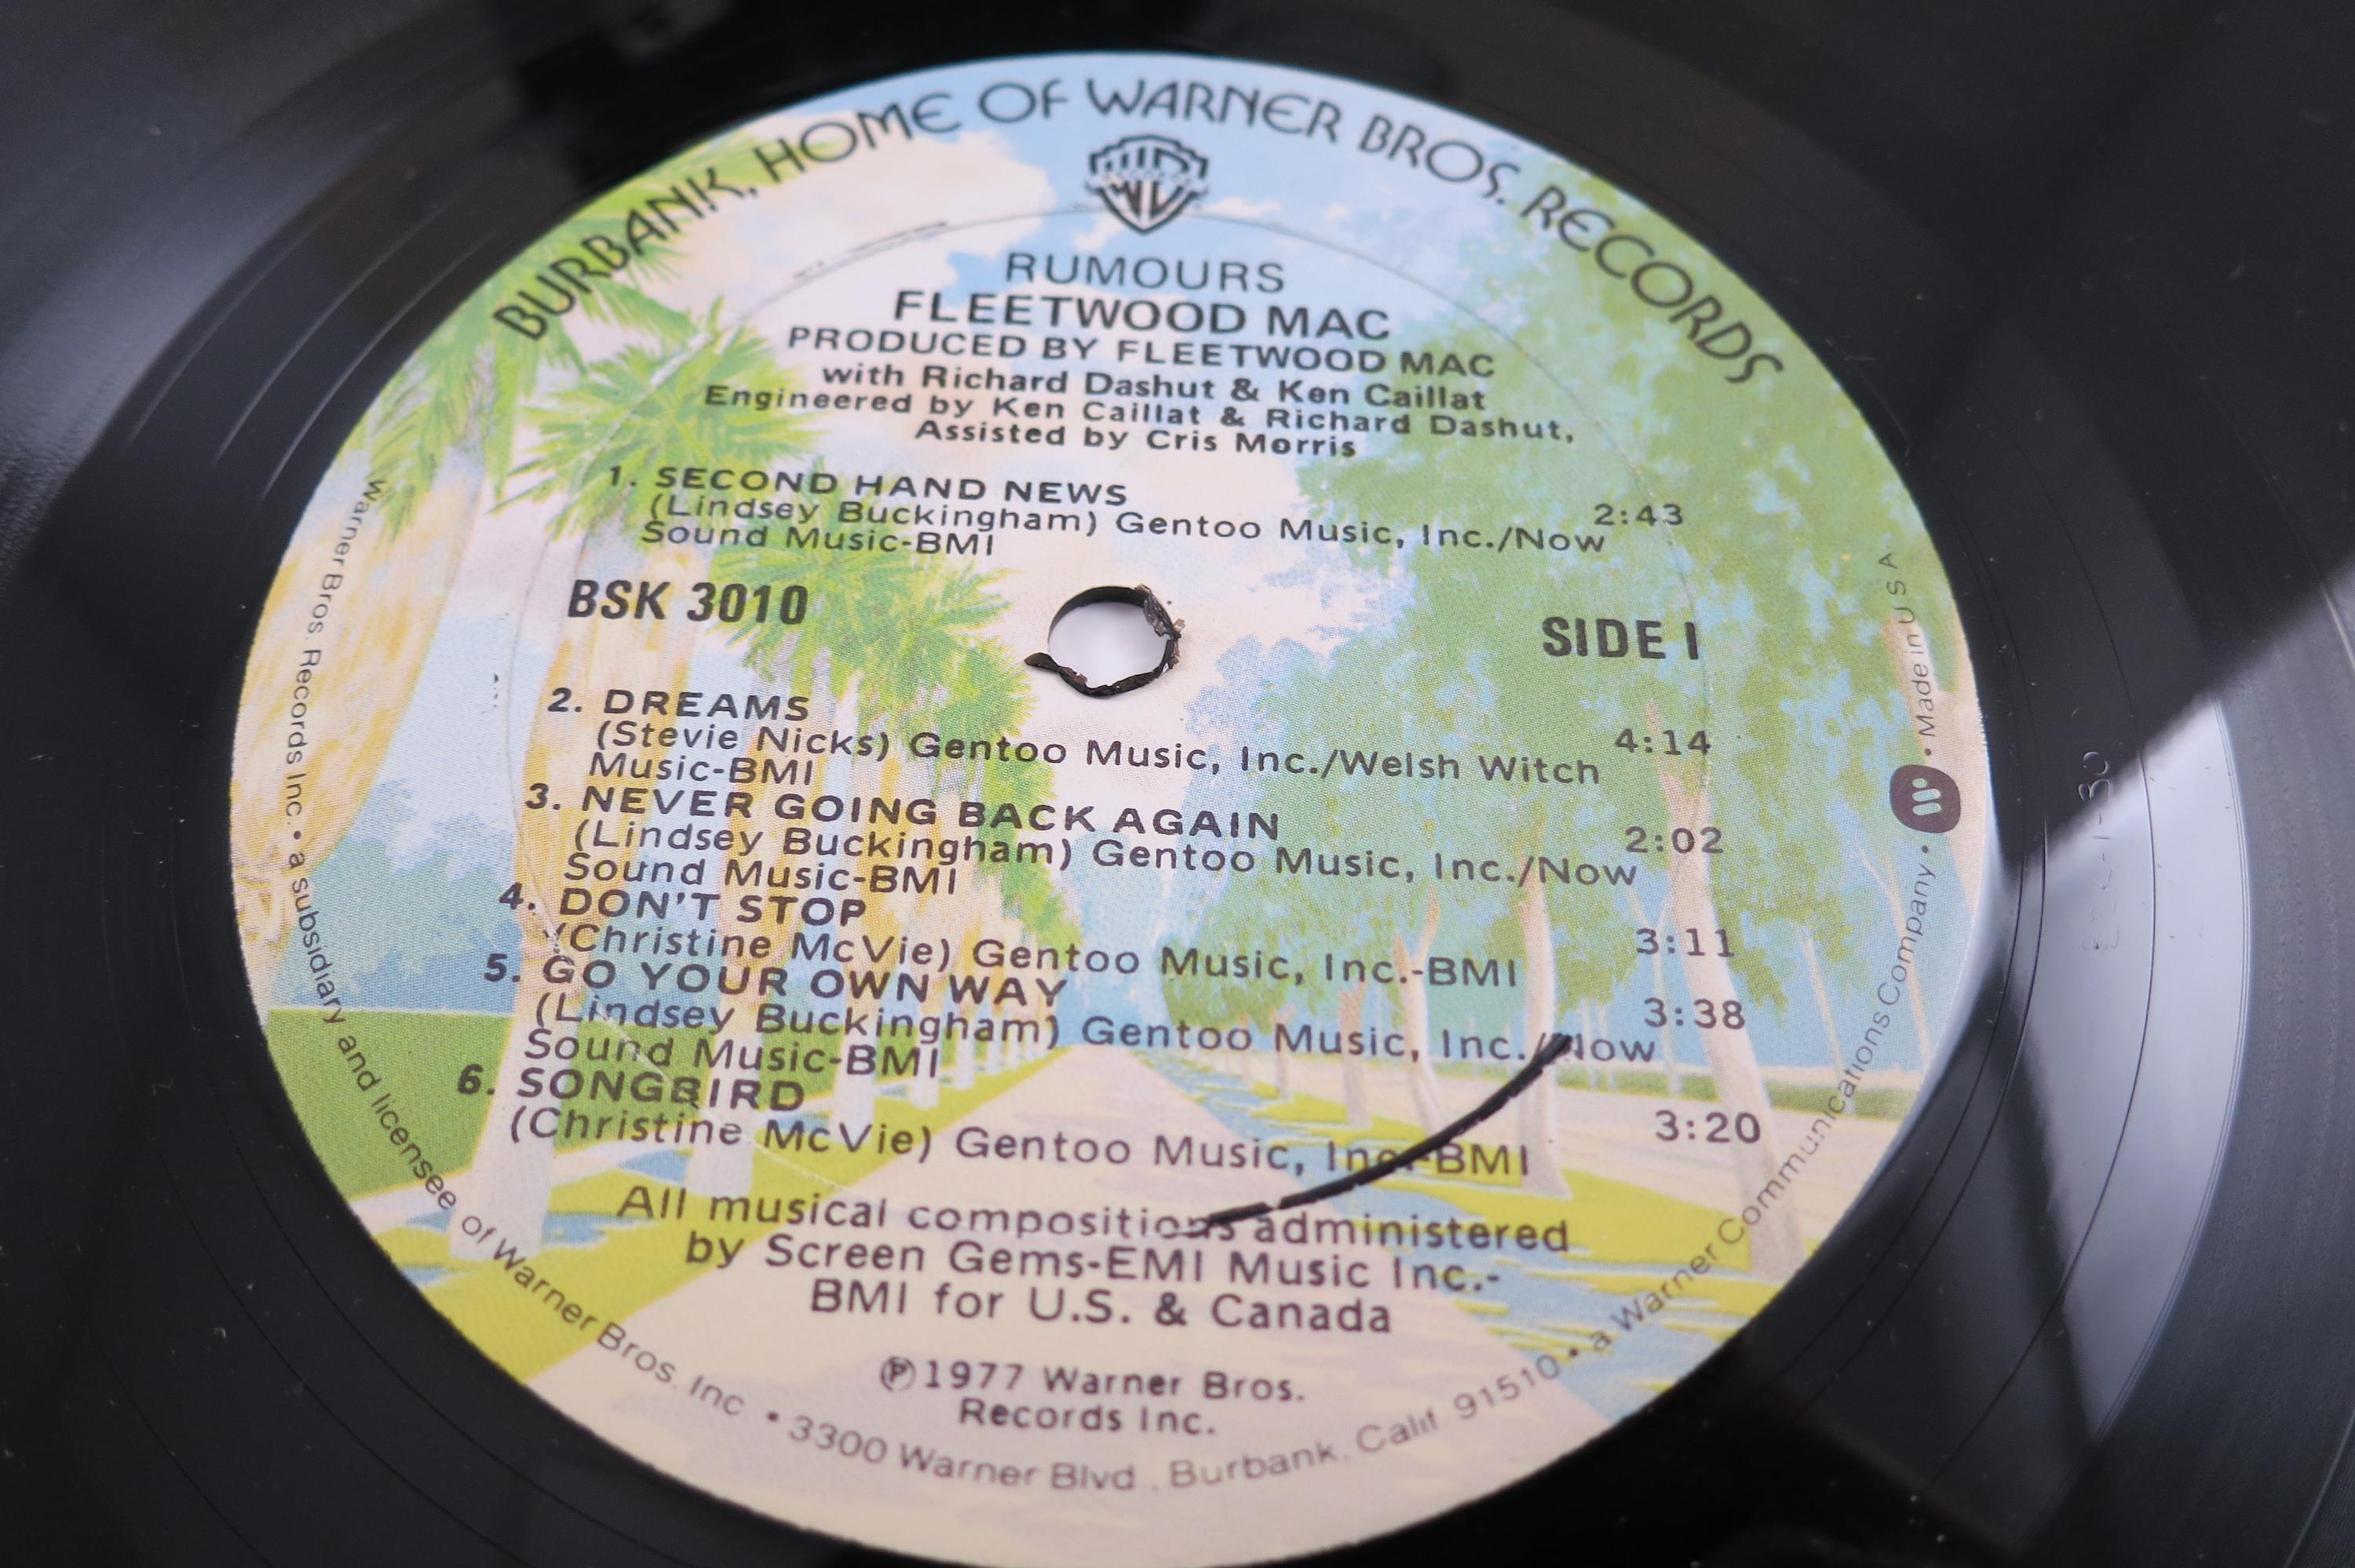 BURBANK, HOME OF WARNER BROS. RECORDS
RUMOURS
FLEETWOOD MAC
PRODUCED BY FLEETWOOD MAC
with Richard Dashut & Ken Caillat
Engineered by Ken Caillat & Richard Dashut,
Assisted by Cris Morris
1. SECOND HAND NEWS 2:43
(Lindsey Buckingham) Gentoo Music, Inc./Now
Sound Music-BMI
BSK 3010
SIDE I
2. DREAMS 4:14
(Stevie Nicks) Gentoo Music, Inc./Welsh Witch
Music-BMI
3. NEVER GOING BACK AGAIN 2:02
(Lindsey Buckingham) Gentoo Music, Inc./Now
Sound Music-BMI
4. DON'T STOP 3:11
(Christine McVie) Gentoo Music, Inc.-BMI
5. GO YOUR OWN WAY 3:38
(Lindsey Buckingham) Gentoo Music, Inc./Now
Sound Music-BMI
6. SONGBIRD 3:20
(Christine McVie) Gentoo Music, Inc.-BMI
All musical compositions administered
by Screen Gems-EMI Music Inc.-
BMI for U.S. & Canada
℗1977 Warner Bros.
Records Inc.
Warner Bros. Records Inc. • a subsidiary and licensee of Warner Bros. Inc • 3300 Warner Blvd., Burbank, Calif. 91510 • a Warner Communications Company • Made in USA